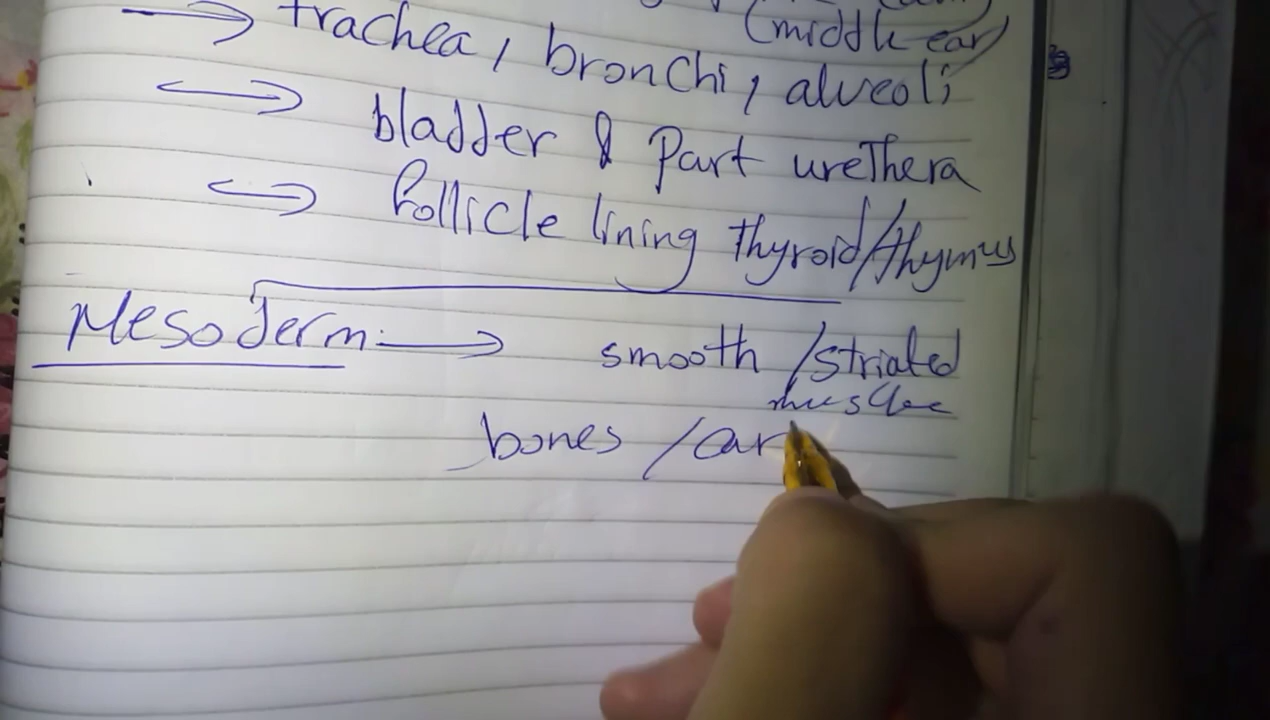 (middle ear)
→ trachea, bronchi, alveoli
↔ bladder & Part ureThera
↔ follicle lining thyroid/thymus
Mesoderm → smooth /striated
muscle
bones /car